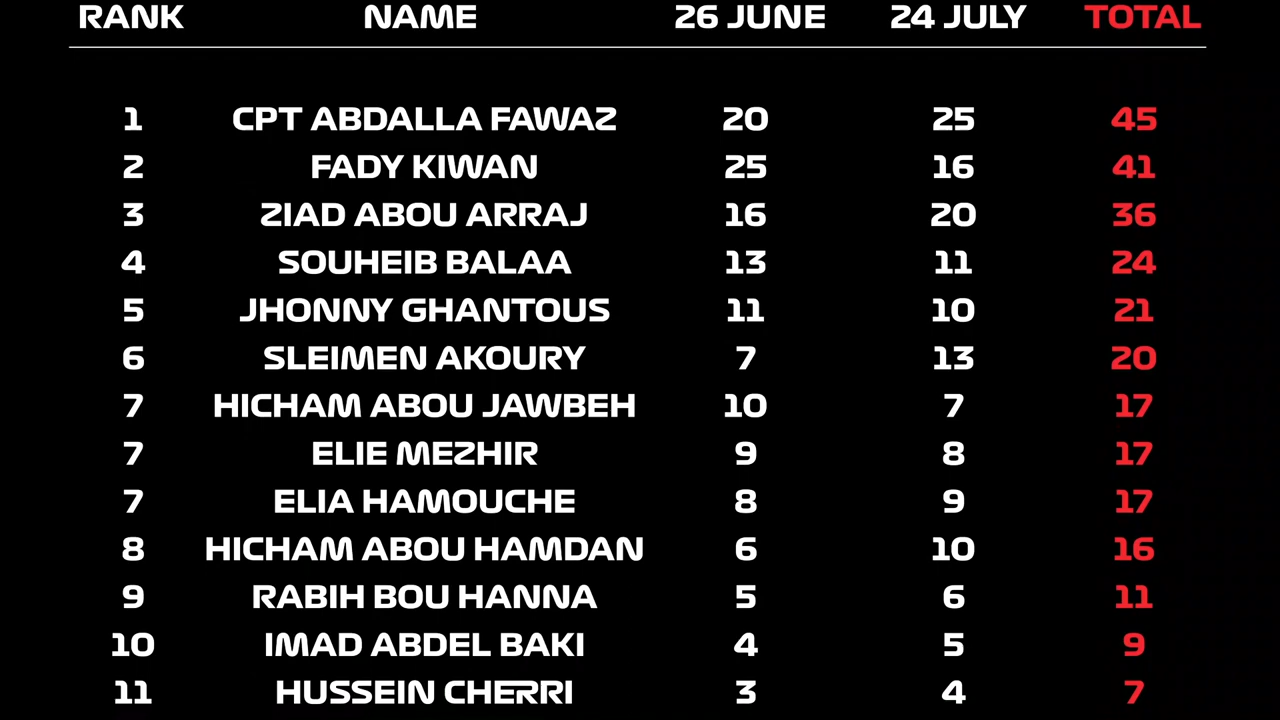 RANK NAME 26 JUNE 24 JULY TOTAL
1 CPT ABDALLA FAWAZ 20 25 45
2 FADY KIWAN 25 16 41
3 ZIAD ABOU ARRAJ 16 20 36
4 SOUHEIB BALAA 13 11 24
5 JHONNY GHANTOUS 11 10 21
6 SLEIMEN AKOURY 7 13 20
7 HICHAM ABOU JAWBEH 10 7 17
7 ELIE MEZHIR 9 8 17
7 ELIA HAMOUCHE 8 9 17
8 HICHAM ABOU HAMDAN 6 10 16
9 RABIH BOU HANNA 5 6 11
10 IMAD ABDEL BAKI 4 5 9
11 HUSSEIN CHERRI 3 4 7